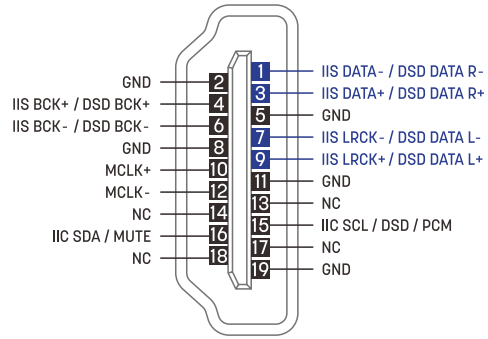 GND 2
IIS BCK+ / DSD BCK+ 4
IIS BCK- / DSD BCK- 6
GND 8
MCLK+ 10
MCLK- 12
NC 14
IIC SDA / MUTE 16
NC 18
1 IIS DATA- / DSD DATA R-
3 IIS DATA+ / DSD DATA R+
5 GND
7 IIS LRCK- / DSD DATA L-
9 IIS LRCK+ / DSD DATA L+
11 GND
13 NC
15 IIC SCL / DSD / PCM
17 NC
19 GND